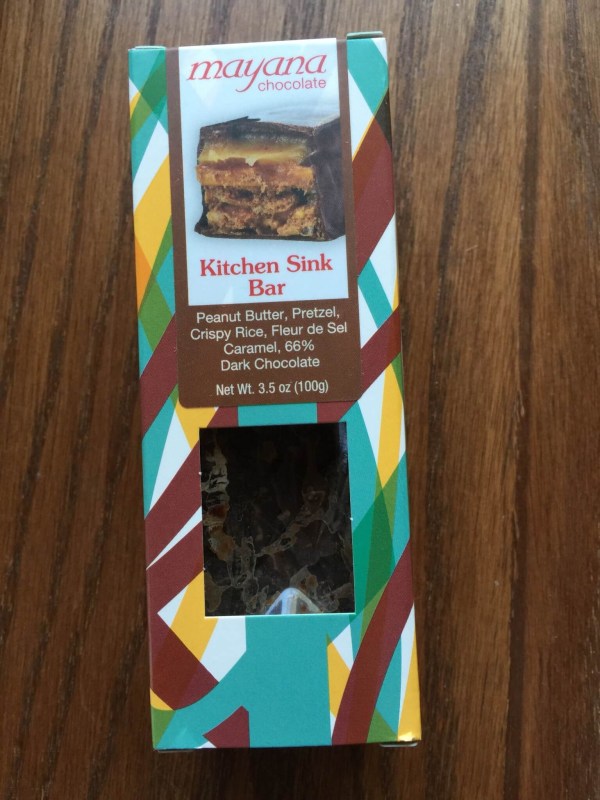 mayana
chocolate
Kitchen Sink
Bar
Peanut Butter, Pretzel,
Crispy Rice, Fleur de Sel
Caramel, 66%
Dark Chocolate
Net Wt. 3.5 oz (100g)